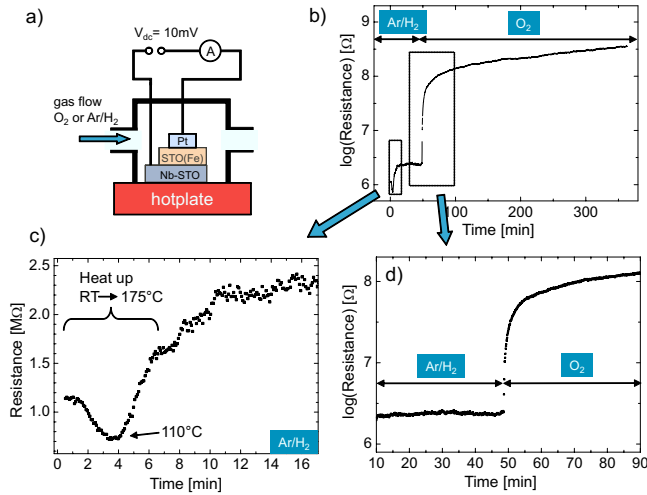 a)
V_dc= 10mV
A
gas flow
O₂ or Ar/H₂
Pt
STO(Fe)
Nb-STO
hotplate
b)
Ar/H₂
O₂
log(Resistance) [Ω]
9
8
7
6
0
100
200
300
Time [min]
c)
Resistance [MΩ]
2.5
2.0
1.5
1.0
0.5
Heat up
RT→175°C
110°C
Ar/H₂
0 2 4 6 8 10 12 14 16
Time [min]
d)
log(Resistance) [Ω]
8
7
6
Ar/H₂
O₂
10 20 30 40 50 60 70 80 90
Time [min]